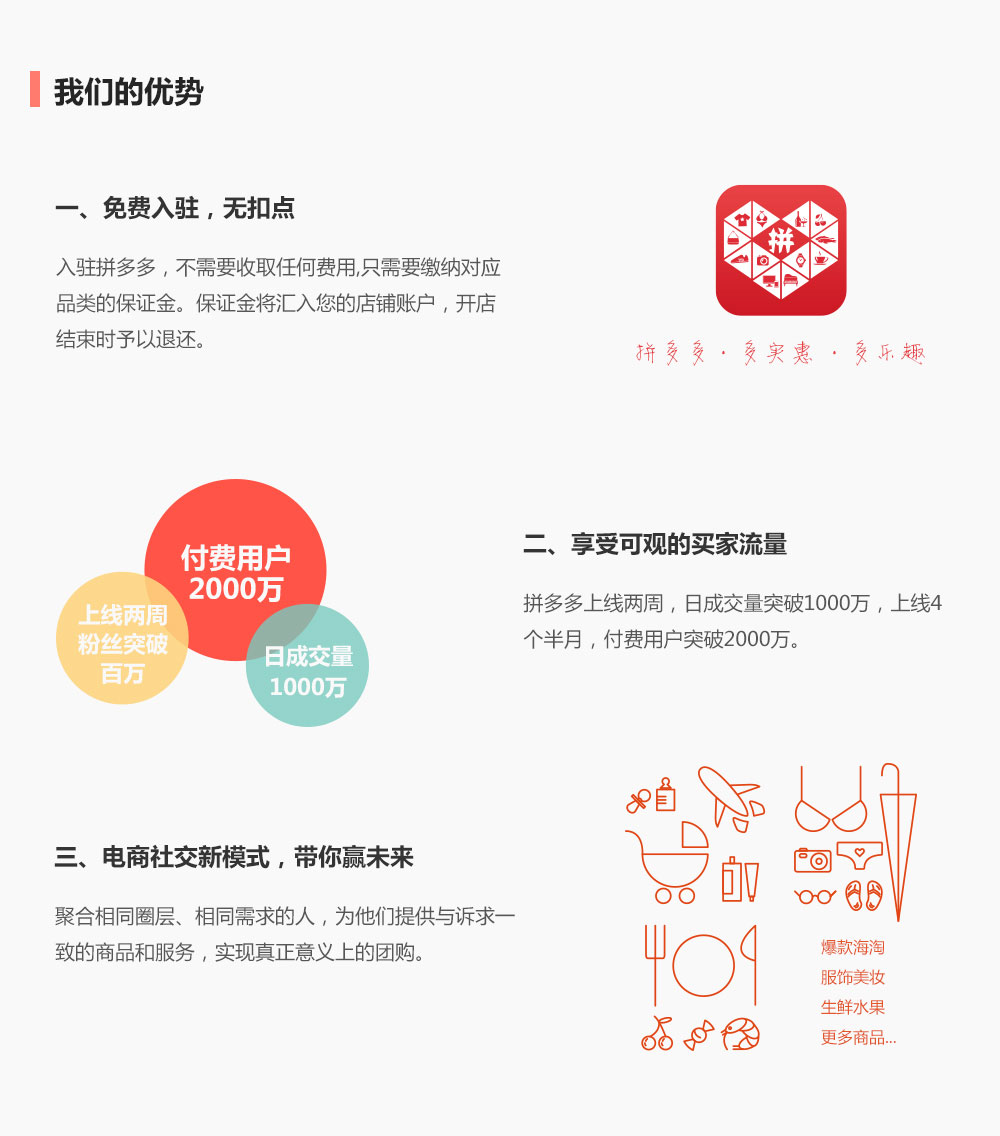 我们的优势
一、免费入驻，无扣点
入驻拼多多，不需要收取任何费用,只需要缴纳对应
品类的保证金。保证金将汇入您的店铺账户，开店
结束时予以退还。
拼
拼多多·多实惠·多乐趣
付费用户
2000万
上线两周
粉丝突破
百万
日成交量
1000万
二、享受可观的买家流量
拼多多上线两周，日成交量突破1000万，上线4
个半月，付费用户突破2000万。
三、电商社交新模式，带你赢未来
聚合相同圈层、相同需求的人，为他们提供与诉求一
致的商品和服务，实现真正意义上的团购。
爆款海淘
服饰美妆
生鲜水果
更多商品...